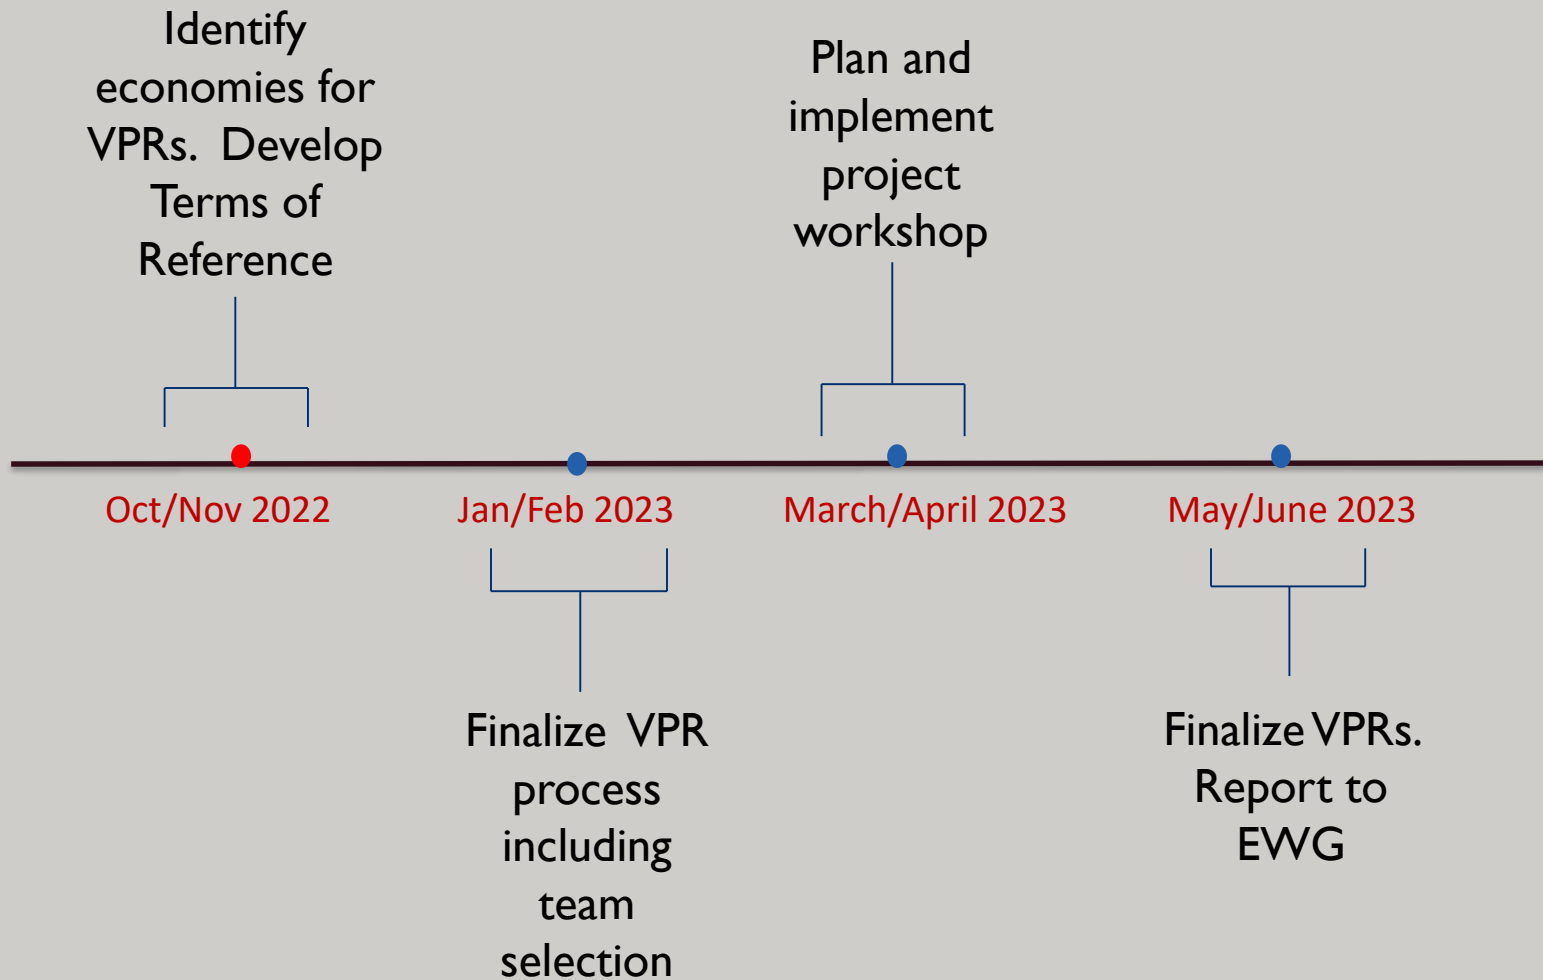 Identify
economies for
VPRs.  Develop
Terms of
Reference
Plan and
implement
project
workshop
Oct/Nov 2022
Jan/Feb 2023
March/April 2023
May/June 2023
Finalize  VPR
process
including
team
selection
Finalize VPRs.
Report to
EWG